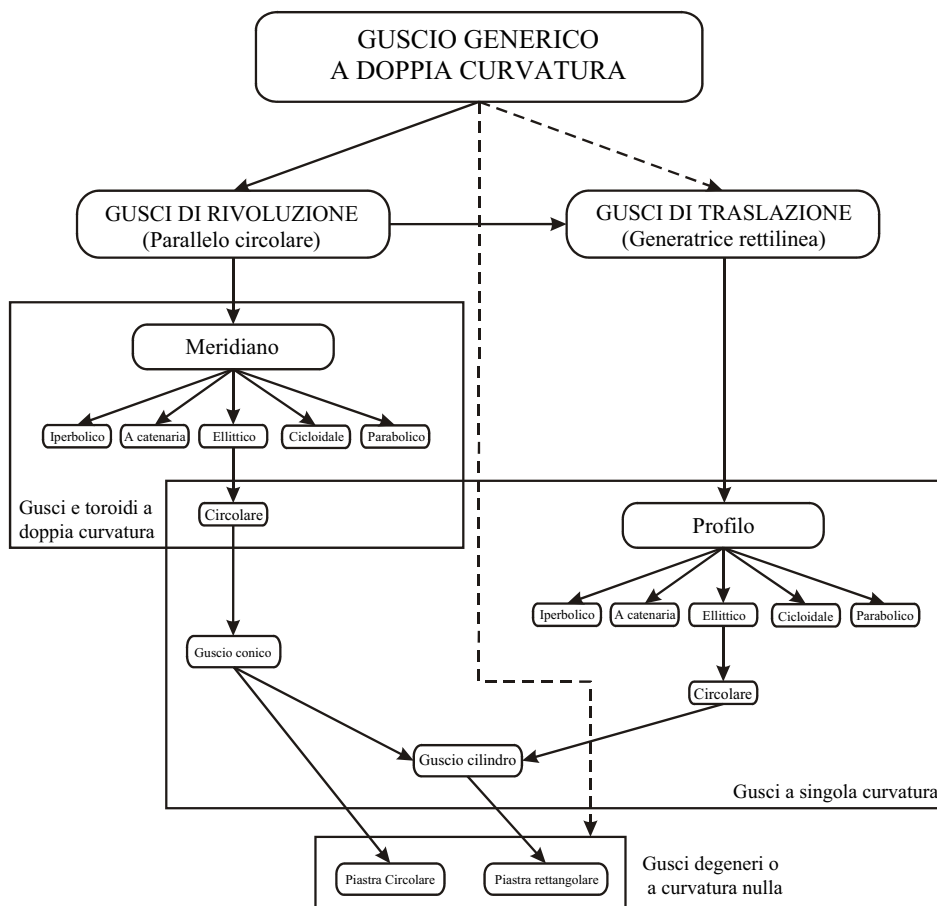 GUSCIO GENERICO
A DOPPIA CURVATURA
GUSCI DI RIVOLUZIONE
(Parallelo circolare)
GUSCI DI TRASLAZIONE
(Generatrice rettilinea)
Meridiano
Iperbolico
A catenaria
Ellittico
Cicloidale
Parabolico
Gusci e toroidi a
doppia curvatura
Circolare
Profilo
Iperbolico
A catenaria
Ellittico
Cicloidale
Parabolico
Guscio conico
Circolare
Guscio cilindro
Gusci a singola curvatura
Piastra Circolare
Piastra rettangolare
Gusci degeneri o
a curvatura nulla